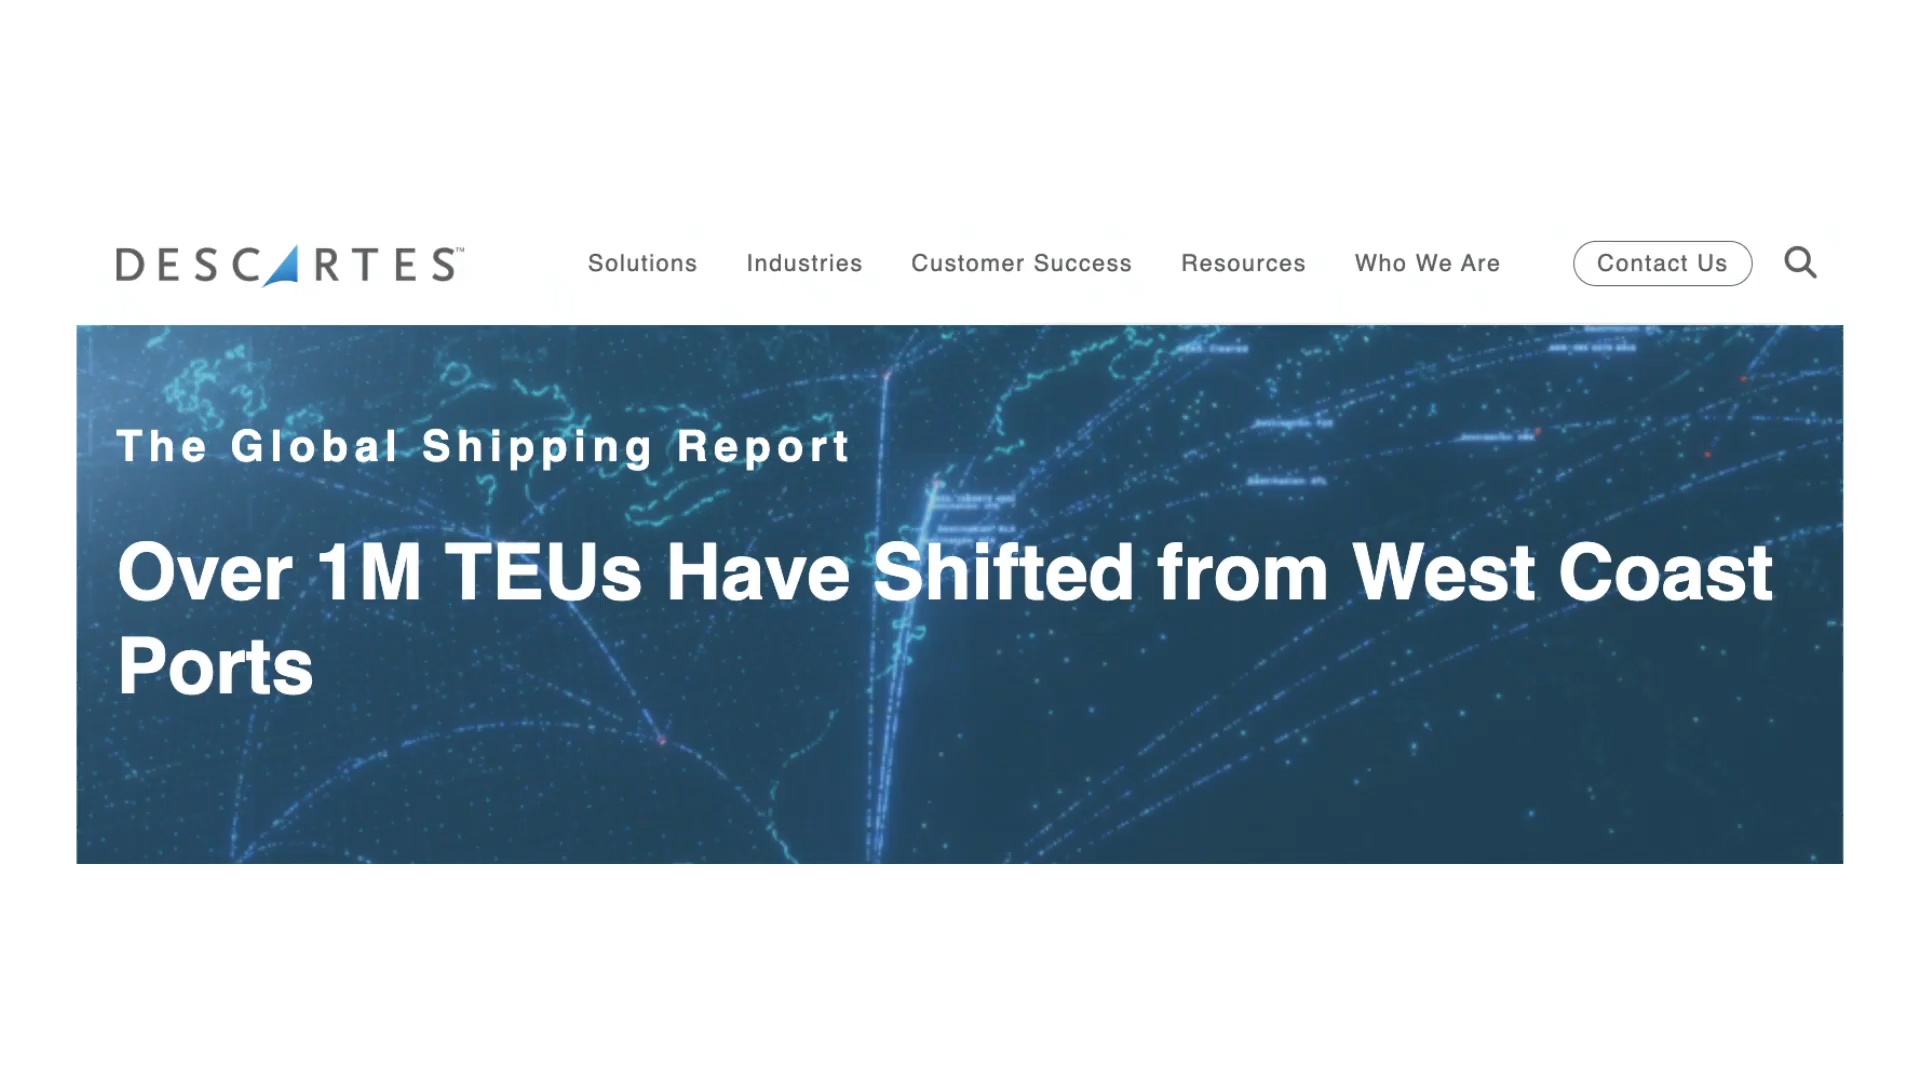 DESCARTES™
Solutions
Industries
Customer Success
Resources
Who We Are
Contact Us
The Global Shipping Report
Over 1M TEUs Have Shifted from West Coast
Ports